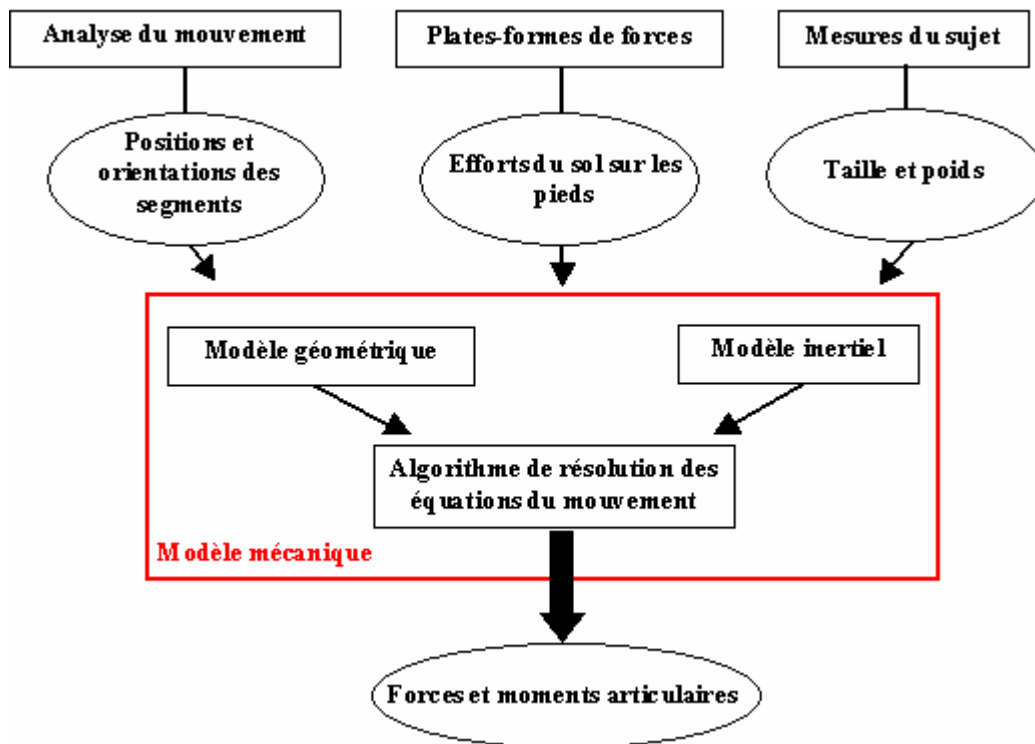 Analyse du mouvement
Plates-formes de forces
Mesures du sujet
Positions et
orientations des
segments
Efforts du sol sur les
pieds
Taille et poids
Modèle géométrique
Modèle inertiel
Algorithme de résolution des
équations du mouvement
Modèle mécanique
Forces et moments articulaires